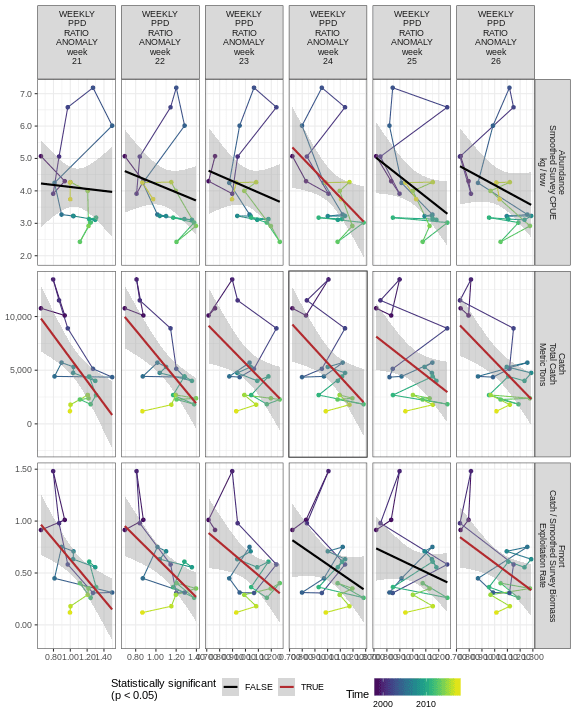 WEEKLY
PPD
RATIO
ANOMALY
week
21
WEEKLY
PPD
RATIO
ANOMALY
week
22
WEEKLY
PPD
RATIO
ANOMALY
week
23
WEEKLY
PPD
RATIO
ANOMALY
week
24
WEEKLY
PPD
RATIO
ANOMALY
week
25
WEEKLY
PPD
RATIO
ANOMALY
week
26
7.0
6.0
5.0
4.0
3.0
2.0
Abundance
Smoothed Survey CPUE
kg / tow
10,000
5,000
0
Catch
Total Catch
Metric Tons
1.50
1.00
0.50
0.00
Fmort
Catch / Smoothed Survey Biomass
Exploitation Rate
0.80 1.00 1.20 1.40
0.80 1.00 1.20
Statistically significant
(p < 0.05)
FALSE
TRUE
Time
2000
2010